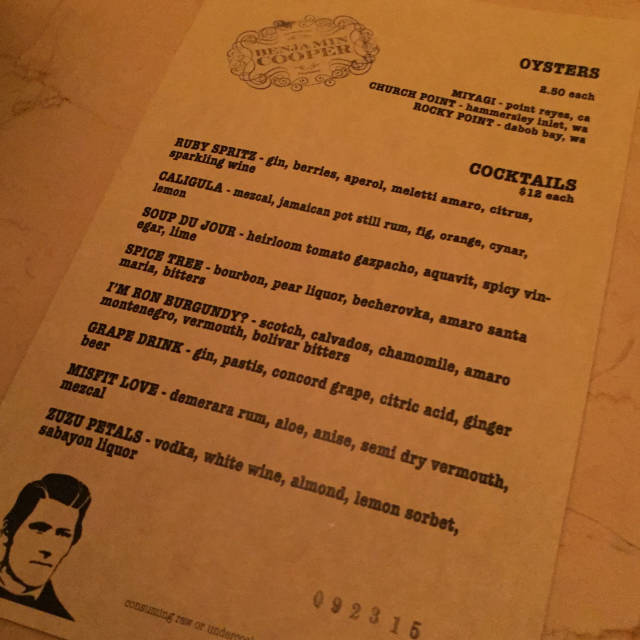 BENJAMIN
COOPER
OYSTERS
2.50 each
MIYAGI - point reyes, ca
CHURCH POINT - hammersley inlet, wa
ROCKY POINT - dabob bay, wa
COCKTAILS
$12 each
RUBY SPRITZ - gin, berries, aperol, meletti amaro, citrus,
sparkling wine
CALIGULA - mezcal, jamaican pot still rum, fig, orange, cynar,
lemon
SOUP DU JOUR - heirloom tomato gazpacho, aquavit, spicy vin-
egar, lime
SPICE TREE - bourbon, pear liquor, becherovka, amaro santa
maria, bitters
I'M RON BURGUNDY? - scotch, calvados, chamomile, amaro
montenegro, vermouth, bolivar bitters
GRAPE DRINK - gin, pastis, concord grape, citric acid, ginger
beer
MISFIT LOVE - demerara rum, aloe, anise, semi dry vermouth,
mezcal
ZUZU PETALS - vodka, white wine, almond, lemon sorbet,
sabayon liquor
consuming raw or undercook
092315